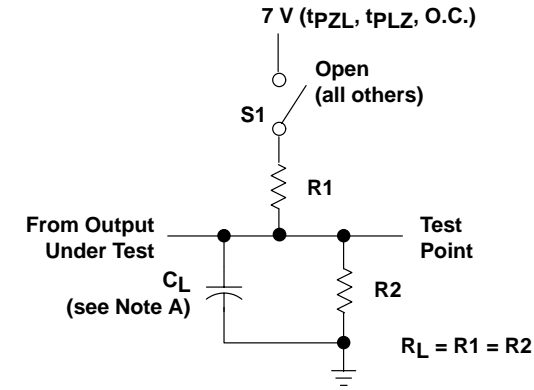 7 V (tPZL, tPLZ, O.C.)
Open
(all others)
S1
R1
From Output
Under Test
Test
Point
CL
(see Note A)
R2
RL = R1 = R2